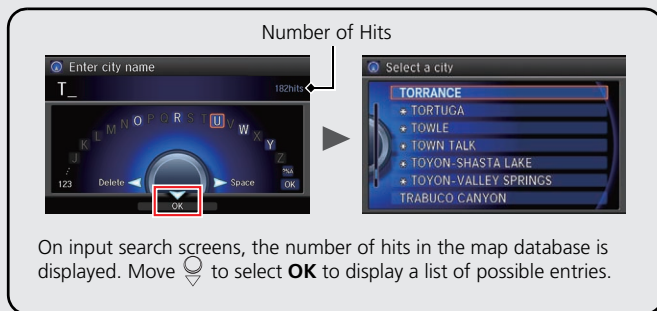 Number of Hits
Enter city name
T_
182hits
J K L M N O P Q R S T U V W X Y Z
123
Delete
Space
OK
OK
Select a city
TORRANCE
TORTUGA
TOWLE
TOWN TALK
TOYON-SHASTA LAKE
TOYON-VALLEY SPRINGS
TRABUCO CANYON
On input search screens, the number of hits in the map database is
displayed. Move to select OK to display a list of possible entries.